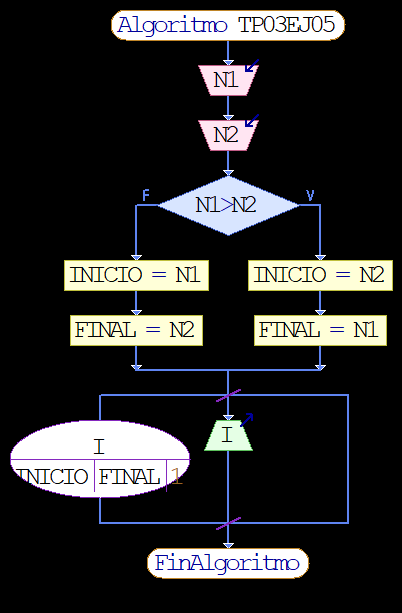 Algoritmo TP03EJ05
N1
N2
F
V
N1>N2
INICIO = N1
INICIO = N2
FINAL = N2
FINAL = N1
I
I
INICIO FINAL 1
FinAlgoritmo